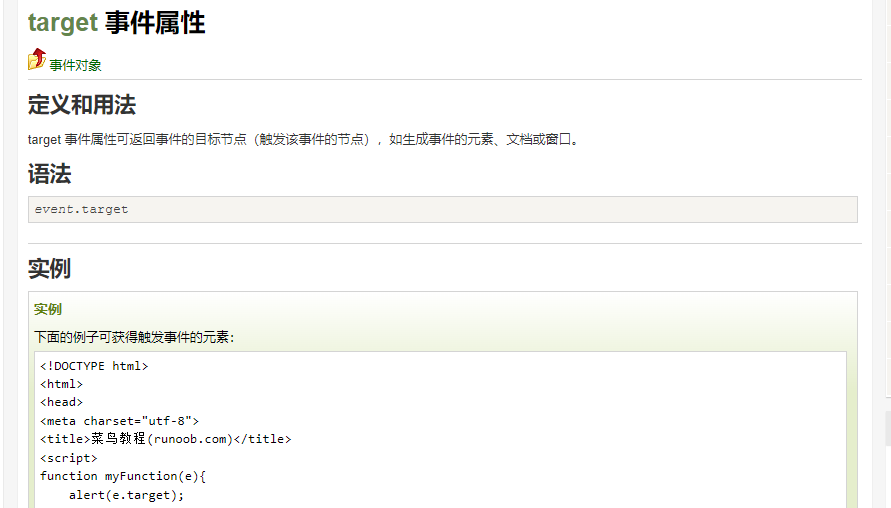 target 事件属性
事件对象
定义和用法
target 事件属性可返回事件的目标节点（触发该事件的节点），如生成事件的元素、文档或窗口。
语法
event.target
实例
实例
下面的例子可获得触发事件的元素：
<!DOCTYPE html>
<html>
<head>
<meta charset="utf-8">
<title>菜鸟教程(runoob.com)</title>
<script>
function myFunction(e){
    alert(e.target);